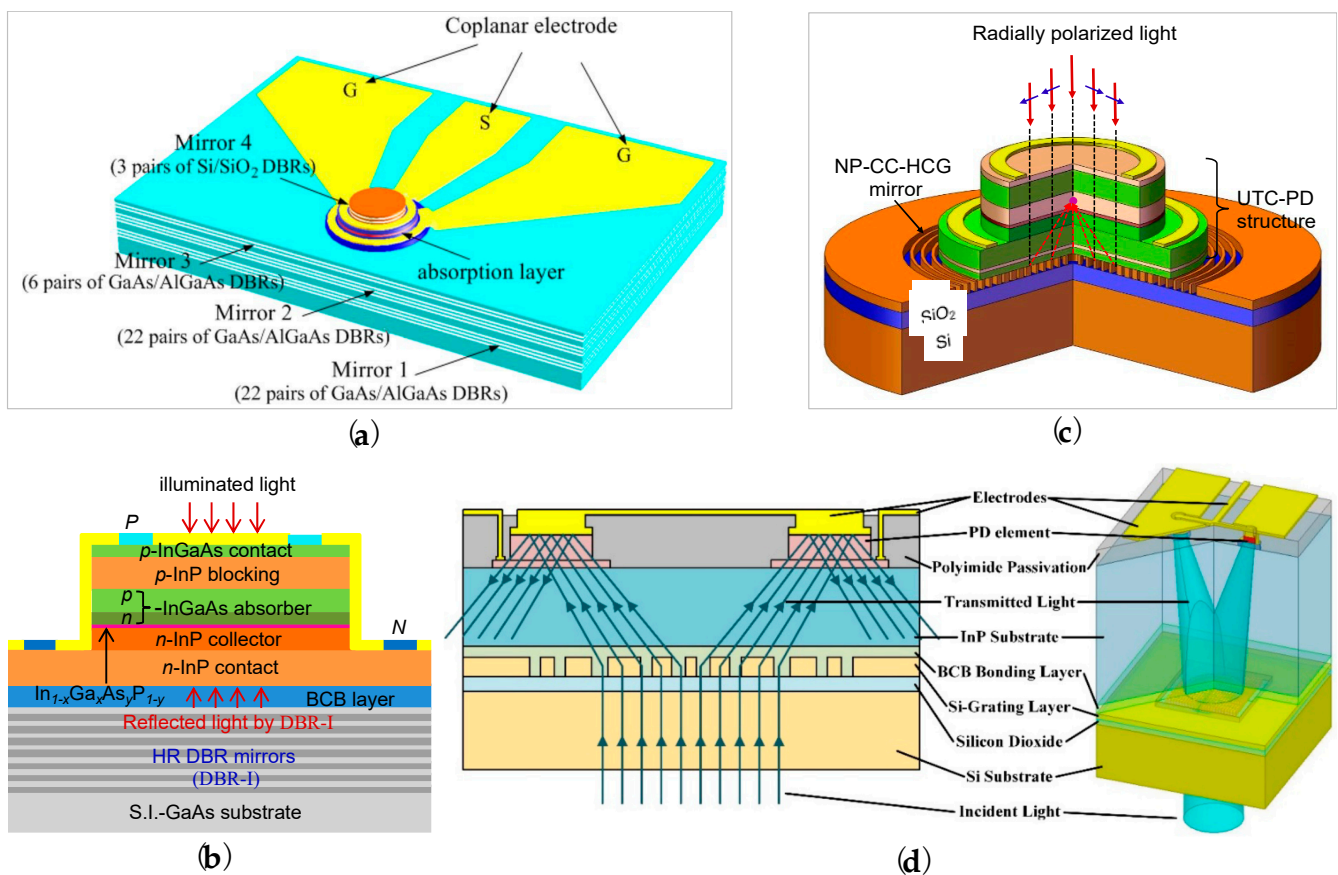 Coplanar electrode
G
S
G
Mirror 4
(3 pairs of Si/SiO2 DBRs)
absorption layer
Mirror 3
(6 pairs of GaAs/AlGaAs DBRs)
Mirror 2
(22 pairs of GaAs/AlGaAs DBRs)
Mirror 1
(22 pairs of GaAs/AlGaAs DBRs)
(a)
Radially polarized light
NP-CC-HCG
mirror
UTC-PD
structure
SiO2
Si
(c)
illuminated light
P
p-InGaAs contact
p-InP blocking
p
n
-InGaAs absorber
N
n-InP collector
n-InP contact
In1-xGaxAsyP1-y
BCB layer
Reflected light by DBR-I
HR DBR mirrors
(DBR-I)
S.I.-GaAs substrate
(b)
Electrodes
PD element
Polyimide Passivation
Transmitted Light
InP Substrate
BCB Bonding Layer
Si-Grating Layer
Silicon Dioxide
Si Substrate
Incident Light
(d)